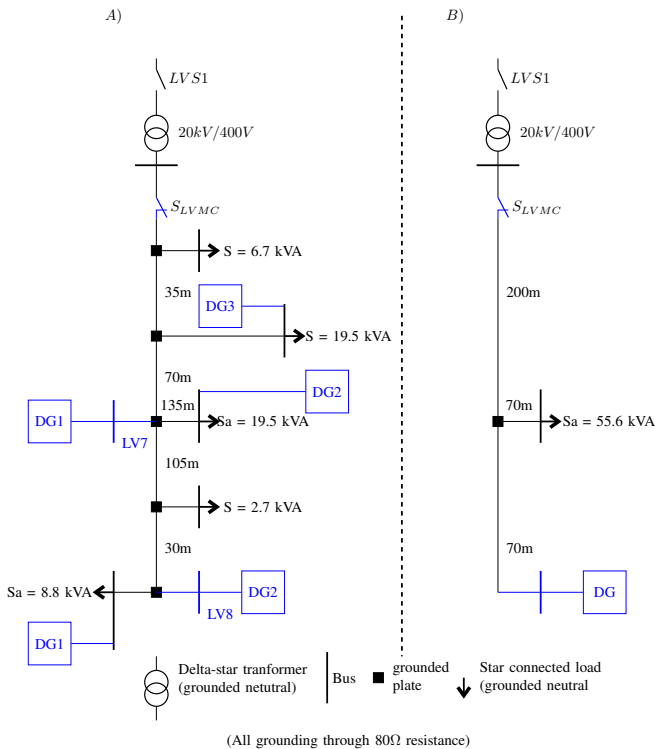 A)
B)
LVS1
LVS1
20kV/400V
20kV/400V
S_LVMC
S_LVMC
S = 6.7 kVA
35m
DG3
200m
S = 19.5 kVA
70m
DG2
135m
70m
DG1
Sa = 19.5 kVA
Sa = 55.6 kVA
LV7
105m
S = 2.7 kVA
30m
70m
Sa = 8.8 kVA
DG2
DG
LV8
DG1
Delta-star tranformer
(grounded netutral)
Bus
grounded
plate
Star connected load
(grounded neutral
(All grounding through 80Ω resistance)